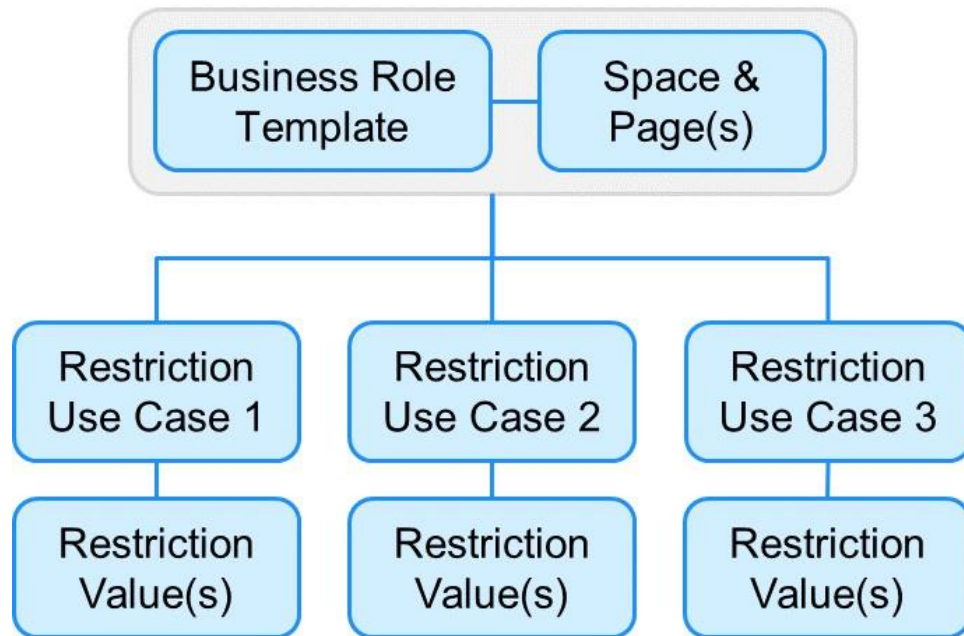 Business Role
Template
Space &
Page(s)
Restriction
Use Case 1
Restriction
Use Case 2
Restriction
Use Case 3
Restriction
Value(s)
Restriction
Value(s)
Restriction
Value(s)